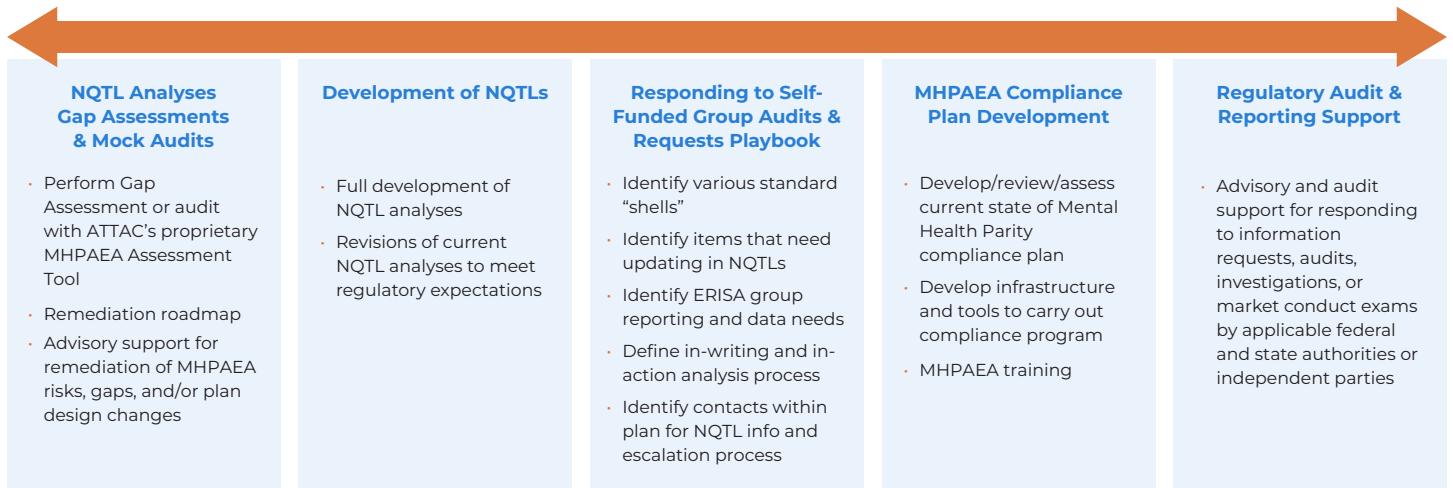 NQTL Analyses
Gap Assessments
& Mock Audits
· Perform Gap
Assessment or audit
with ATTAC’s proprietary
MHPAEA Assessment
Tool
· Remediation roadmap
· Advisory support for
remediation of MHPAEA
risks, gaps, and/or plan
design changes
Development of NQTLs
· Full development of
NQTL analyses
· Revisions of current
NQTL analyses to meet
regulatory expectations
Responding to Self-
Funded Group Audits &
Requests Playbook
· Identify various standard
“shells”
· Identify items that need
updating in NQTLs
· Identify ERISA group
reporting and data needs
· Define in-writing and in-
action analysis process
· Identify contacts within
plan for NQTL info and
escalation process
MHPAEA Compliance
Plan Development
· Develop/review/assess
current state of Mental
Health Parity
compliance plan
· Develop infrastructure
and tools to carry out
compliance program
· MHPAEA training
Regulatory Audit &
Reporting Support
· Advisory and audit
support for responding
to information
requests, audits,
investigations, or
market conduct exams
by applicable federal
and state authorities or
independent parties